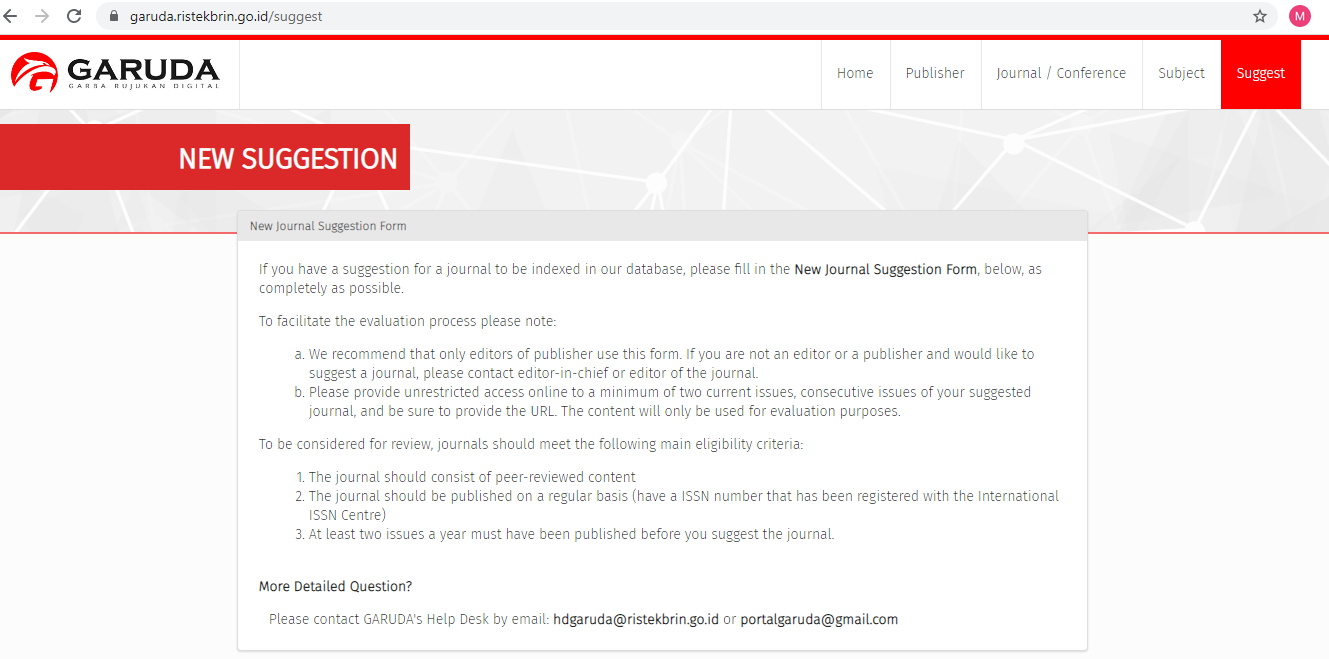 garuda.ristekbrin.go.id/suggest
M
GARUDA
GARBA RUJUKAN DIGITAL
Home
Publisher
Journal / Conference
Subject
Suggest
NEW SUGGESTION
New Journal Suggestion Form
If you have a suggestion for a journal to be indexed in our database, please fill in the New Journal Suggestion Form, below, as
completely as possible.
To facilitate the evaluation process please note:
a. We recommend that only editors of publisher use this form. If you are not an editor or a publisher and would like to
suggest a journal, please contact editor-in-chief or editor of the journal.
b. Please provide unrestricted access online to a minimum of two current issues, consecutive issues of your suggested
journal, and be sure to provide the URL. The content will only be used for evaluation purposes.
To be considered for review, journals should meet the following main eligibility criteria:
1. The journal should consist of peer-reviewed content
2. The journal should be published on a regular basis (have a ISSN number that has been registered with the International
ISSN Centre)
3. At least two issues a year must have been published before you suggest the journal.
More Detailed Question?
Please contact GARUDA's Help Desk by email: hdgaruda@ristekbrin.go.id or portalgaruda@gmail.com